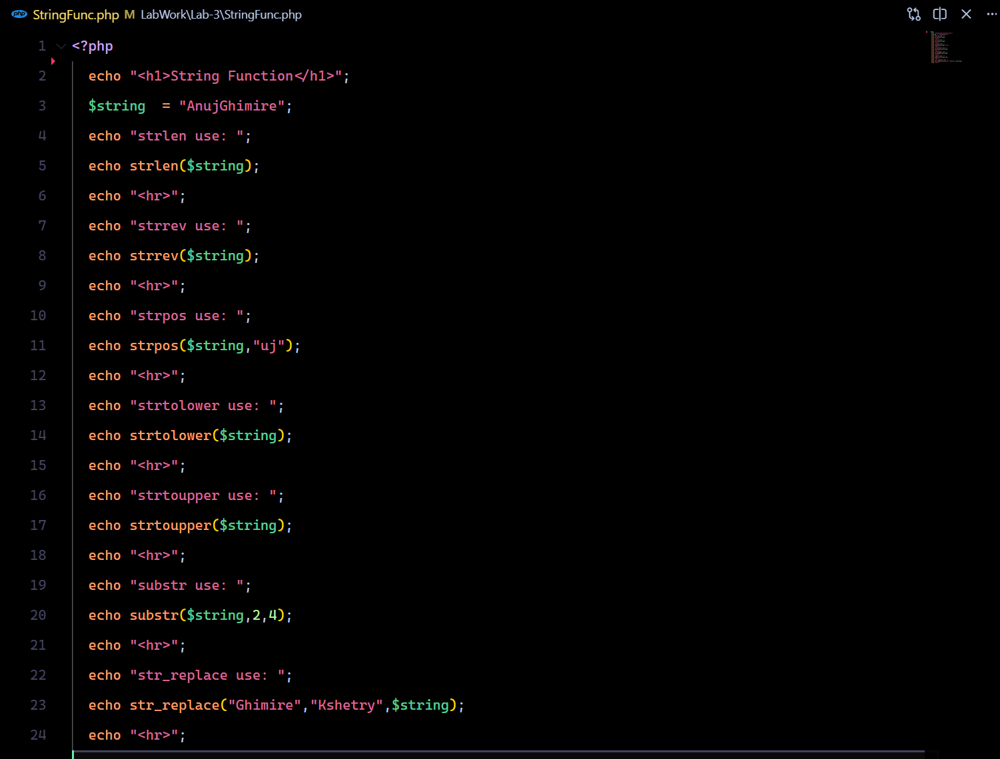 php StringFunc.php M LabWork\Lab-3\StringFunc.php
1 <?php
2 echo "<h1>String Function</h1>";
3 $string  = "AnujGhimire";
4 echo "strlen use: ";
5 echo strlen($string);
6 echo "<hr>";
7 echo "strrev use: ";
8 echo strrev($string);
9 echo "<hr>";
10 echo "strpos use: ";
11 echo strpos($string,"uj");
12 echo "<hr>";
13 echo "strtolower use: ";
14 echo strtolower($string);
15 echo "<hr>";
16 echo "strtoupper use: ";
17 echo strtoupper($string);
18 echo "<hr>";
19 echo "substr use: ";
20 echo substr($string,2,4);
21 echo "<hr>";
22 echo "str_replace use: ";
23 echo str_replace("Ghimire","Kshetry",$string);
24 echo "<hr>";